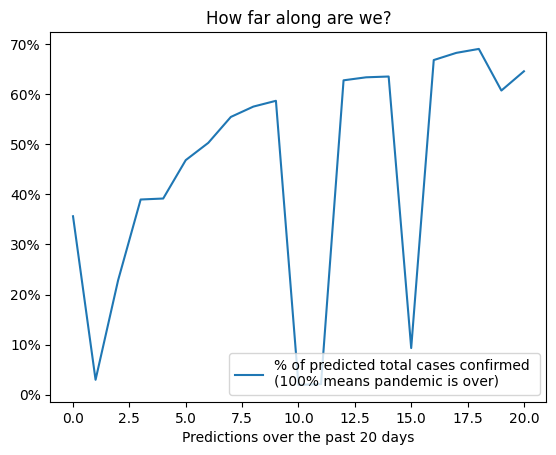 How far along are we?
70%
60%
50%
40%
30%
20%
10%
0%
% of predicted total cases confirmed
(100% means pandemic is over)
0.0 2.5 5.0 7.5 10.0 12.5 15.0 17.5 20.0
Predictions over the past 20 days